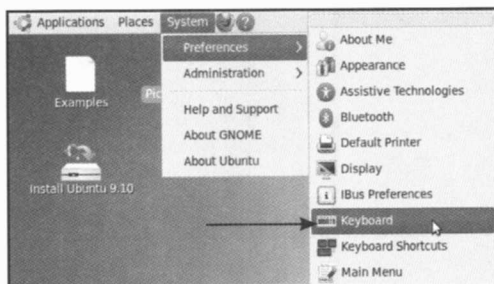 Applications Places System
Preferences
Administration
Help and Support
About GNOME
About Ubuntu
About Me
Appearance
Assistive Technologies
Bluetooth
Default Printer
Display
IBus Preferences
Keyboard
Keyboard Shortcuts
Main Menu
Examples
Pic
Install Ubuntu 9.10